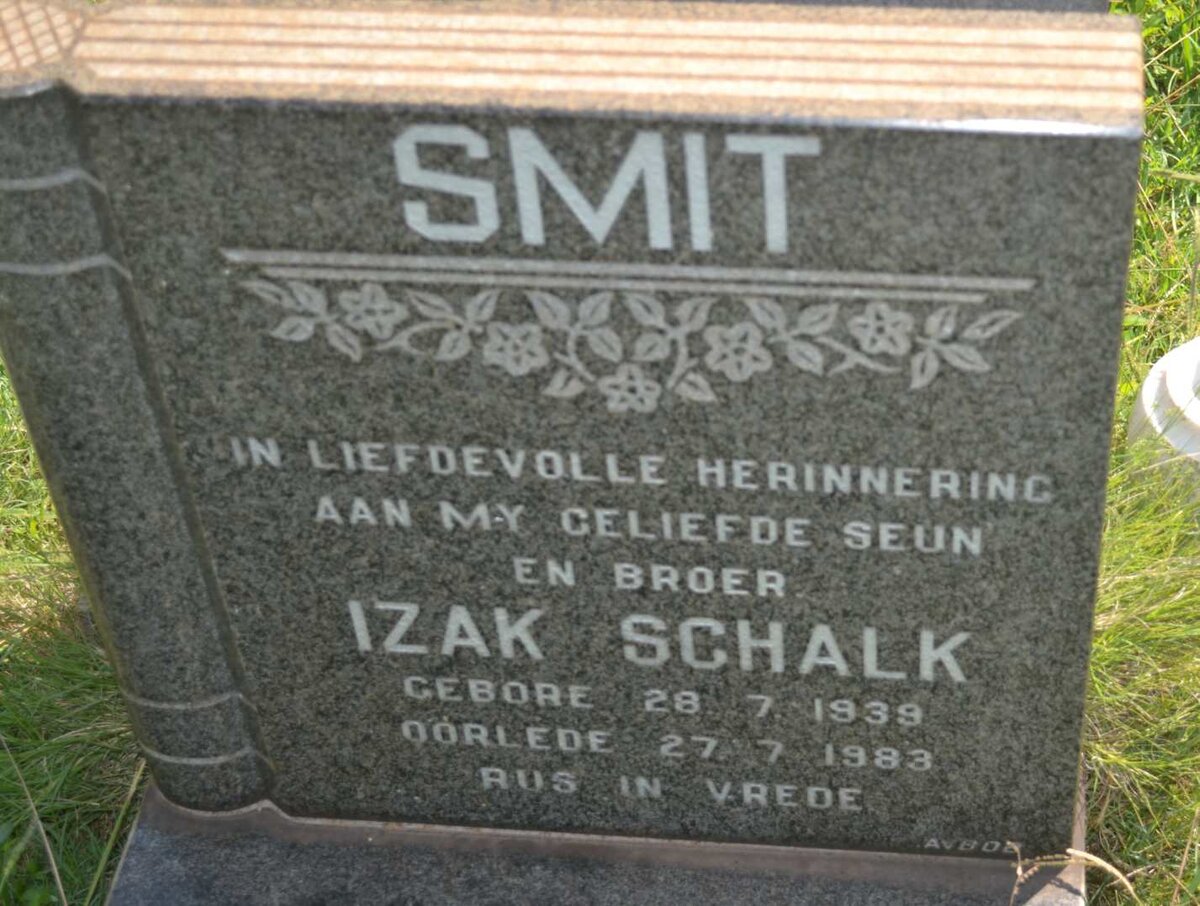 SMIT
IN LIEFDEVOLLE HERINNERING
AAN MY GELIEFDE SEUN
EN BROER
IZAK SCHALK
GEBORE 28 7 1939
OORLEDE 27 7 1983
RUS IN VREDE
AVBOB